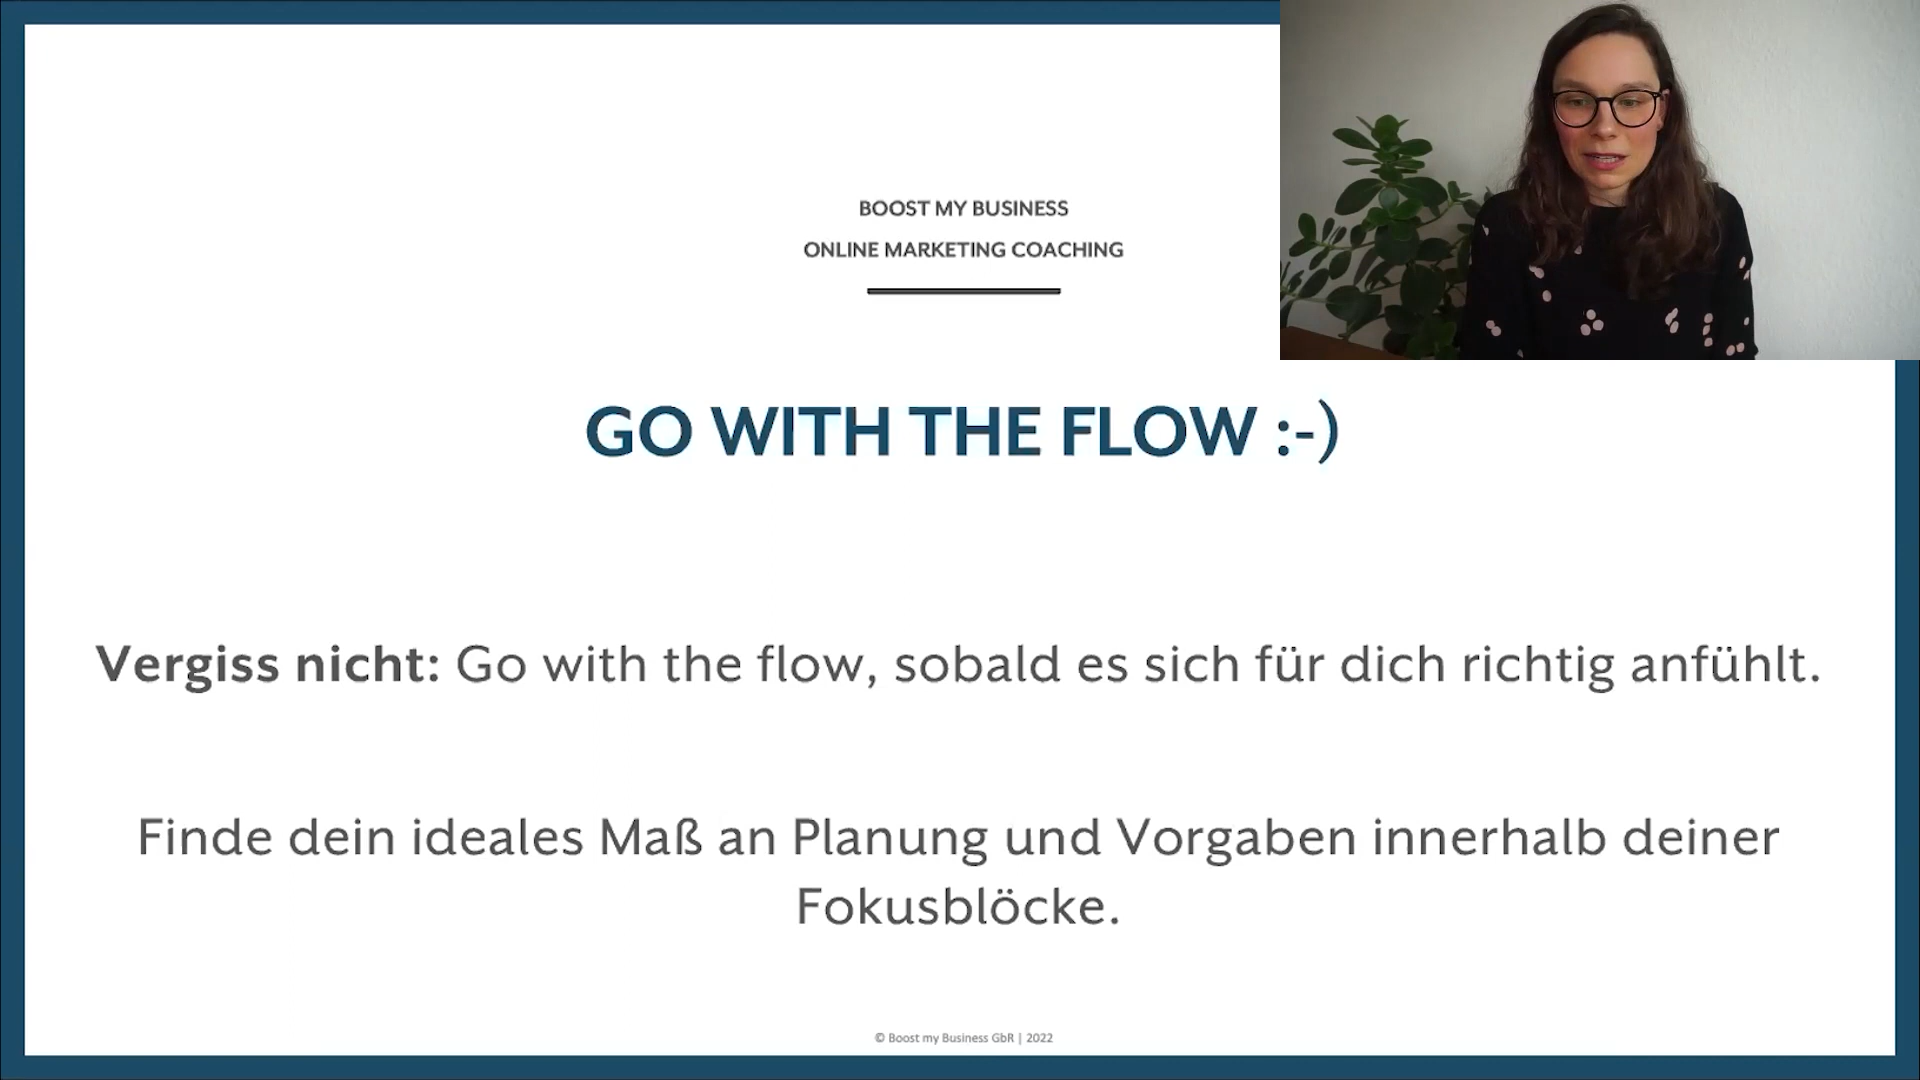 BOOST MY BUSINESS
ONLINE MARKETING COACHING
GO WITH THE FLOW :-)
Vergiss nicht: Go with the flow, sobald es sich für dich richtig anfühlt.
Finde dein ideales Maß an Planung und Vorgaben innerhalb deiner
Fokusblöcke.
© Boost my Business GbR | 2022